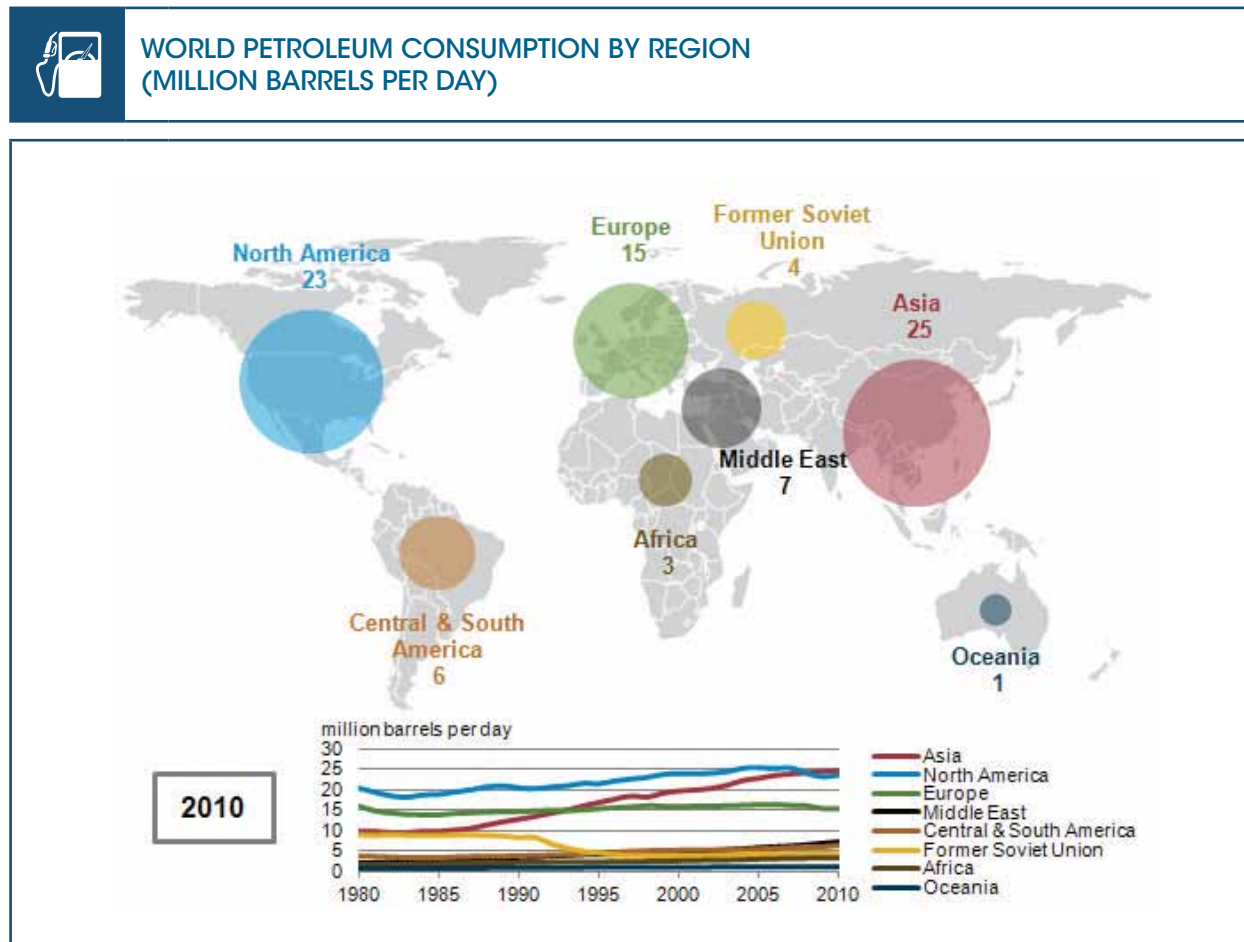 WORLD PETROLEUM CONSUMPTION BY REGION
(MILLION BARRELS PER DAY)
North America
23
Europe
15
Former Soviet
Union
4
Asia
25
Middle East
7
Africa
3
Central & South
America
6
Oceania
1
2010
million barrels per day
30
25
20
15
10
5
0
1980 1985 1990 1995 2000 2005 2010
Asia
North America
Europe
Middle East
Central & South America
Former Soviet Union
Africa
Oceania